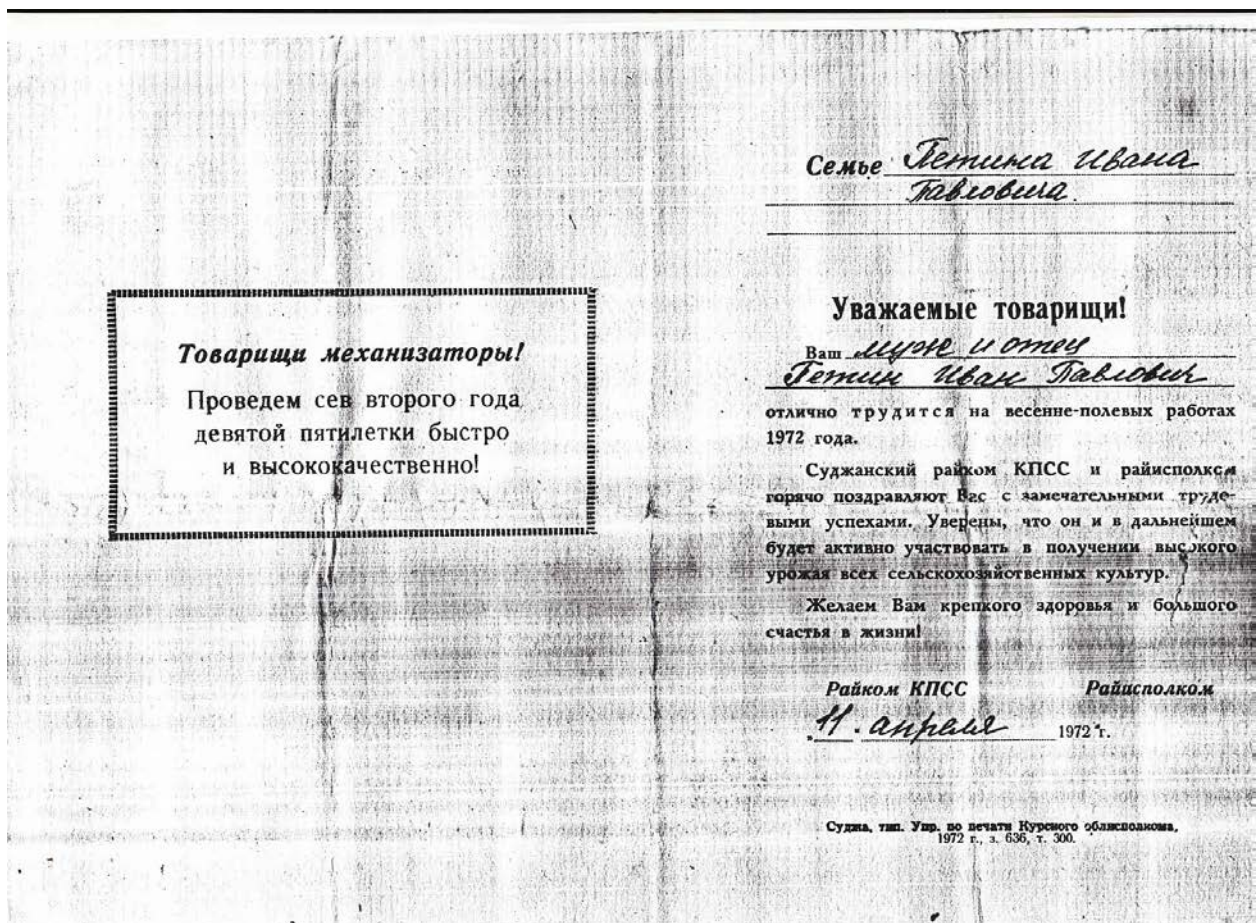 Товарищи механизаторы!
Проведем сев второго года
девятой пятилетки быстро
и высококачественно!
Семье Петина Ивана
Павловича.
Уважаемые товарищи!
Ваш муж и отец
Петин Иван Павлович
отлично трудится на весенне-полевых работах
1972 года.
Суджанский райком КПСС и райисполком
горячо поздравляют Вас с замечательными трудо-
выми успехами. Уверены, что он и в дальнейшем
будет активно участвовать в получении высокого
урожая всех сельскохозяйственных культур.
Желаем Вам крепкого здоровья и большого
счастья в жизни!
Райком КПСС Райисполком
„11. апреля 1972 г.
Суджа, тип. Упр. по печати Курского облисполкома,
1972 г., з. 636, т. 300.